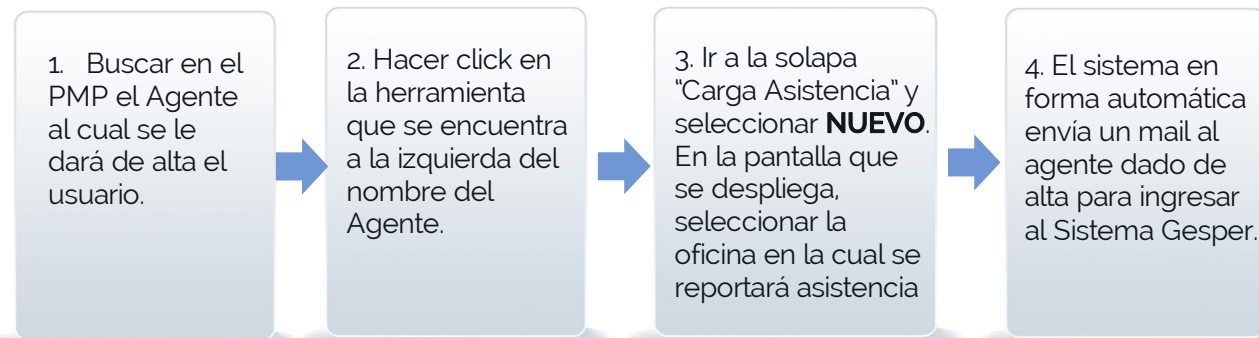 1. Buscar en el
PMP el Agente
al cual se le
dará de alta el
usuario.
2. Hacer click en
la herramienta
que se encuentra
a la izquierda del
nombre del
Agente.
3. Ir a la solapa
“Carga Asistencia” y
seleccionar NUEVO.
En la pantalla que
se despliega,
seleccionar la
oficina en la cual se
reportará asistencia
4. El sistema en
forma automática
envía un mail al
agente dado de
alta para ingresar
al Sistema Gesper.